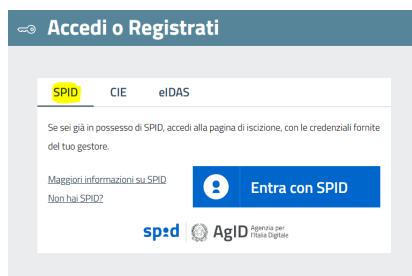 Accedi o Registrati
SPID CIE eIDAS
Se sei già in possesso di SPID, accedi alla pagina di iscizione, con le credenziali fornite
del tuo gestore.
Maggiori informazioni su SPID
Non hai SPID?
Entra con SPID
spid AgID Agenzia per
l'Italia Digitale